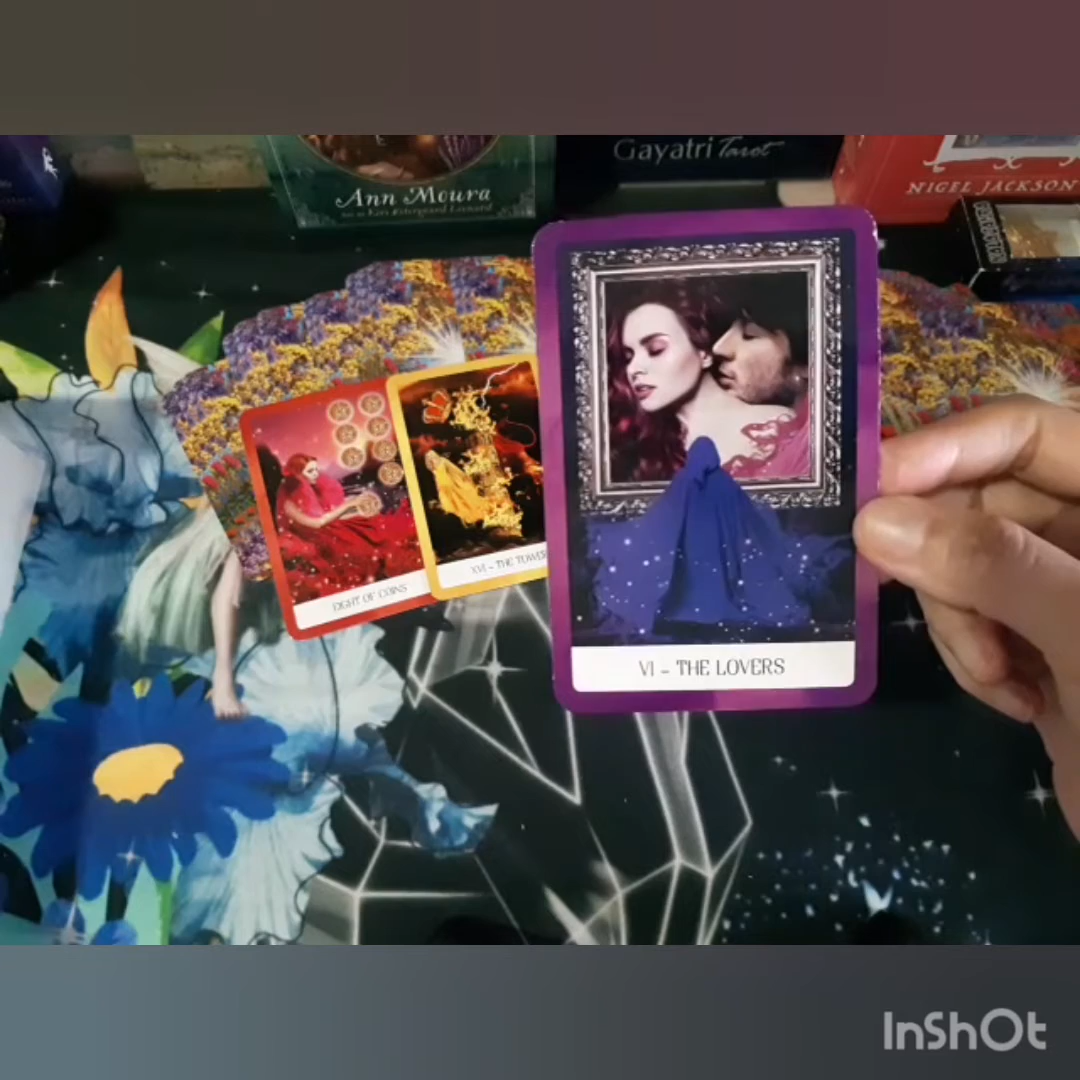 Ann Moura
Gayatri Tarot
NIGEL JACKSON
EIGHT OF COINS
XVI - THE TOWER
VI - THE LOVERS
InShOt